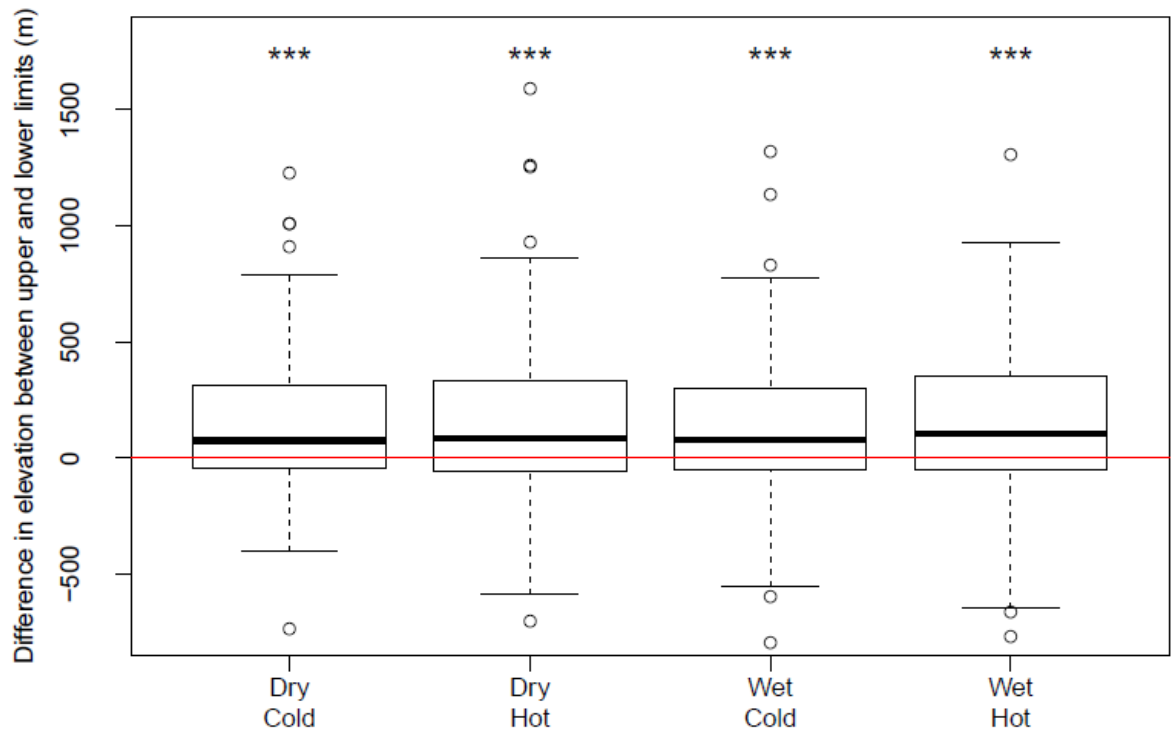 Difference in elevation between upper and lower limits (m)
1500
1000
500
0
−500
*** *** *** ***
Dry Dry Wet Wet
Cold Hot Cold Hot